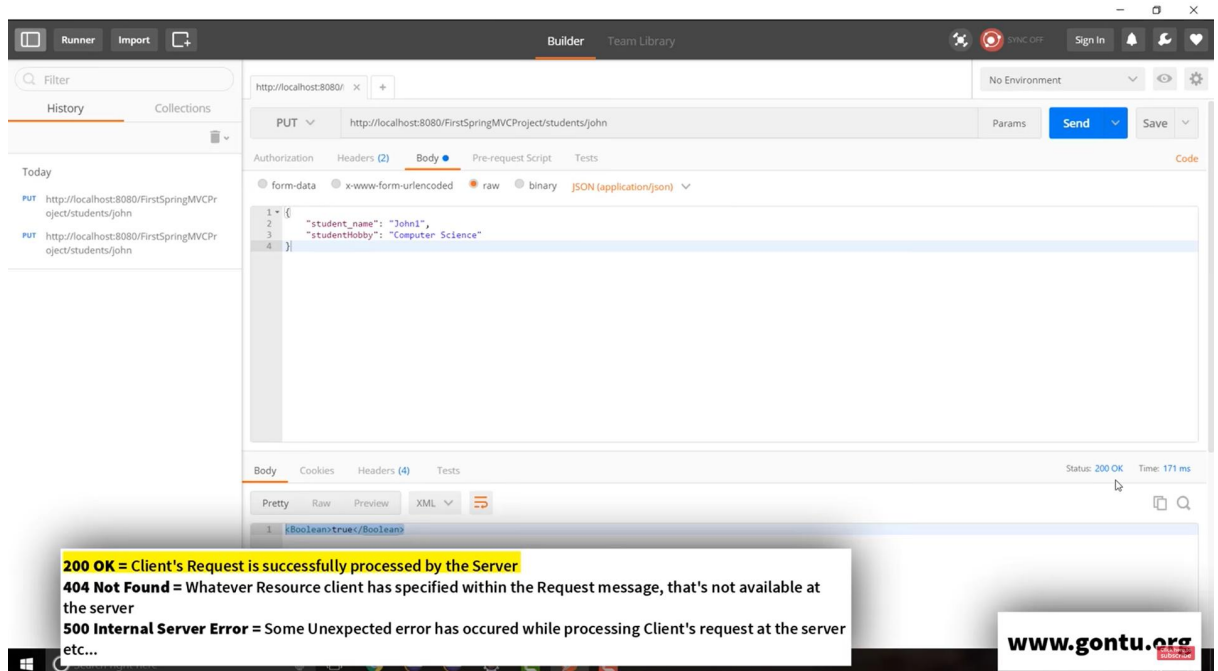 Runner Import Builder Team Library SYNC OFF Sign In
Filter
http://localhost:8080/l × +
No Environment
History Collections
PUT http://localhost:8080/FirstSpringMVCProject/students/john Params Send Save
Authorization Headers (2) Body Pre-request Script Tests Code
Today
form-data x-www-form-urlencoded raw binary JSON (application/json)
PUT http://localhost:8080/FirstSpringMVCPr
oject/students/john
PUT http://localhost:8080/FirstSpringMVCPr
oject/students/john
1 {
2 "student_name": "John1",
3 "studentHobby": "Computer Science"
4 }
Body Cookies Headers (4) Tests Status: 200 OK Time: 171 ms
Pretty Raw Preview XML
1 <Boolean>true</Boolean>
200 OK = Client's Request is successfully processed by the Server
404 Not Found = Whatever Resource client has specified within the Request message, that's not available at
the server
500 Internal Server Error = Some Unexpected error has occured while processing Client's request at the server
etc...
www.gontu.org
subscribe